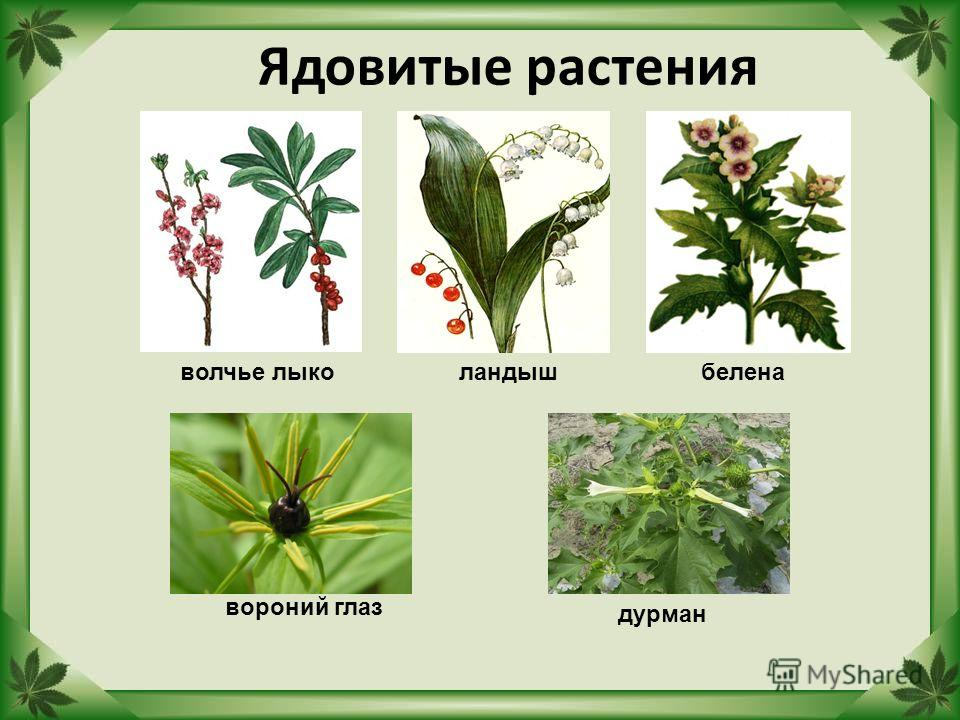 Ядовитые растения
волчье лыко
ландыш
белена
вороний глаз
дурман
MyShared